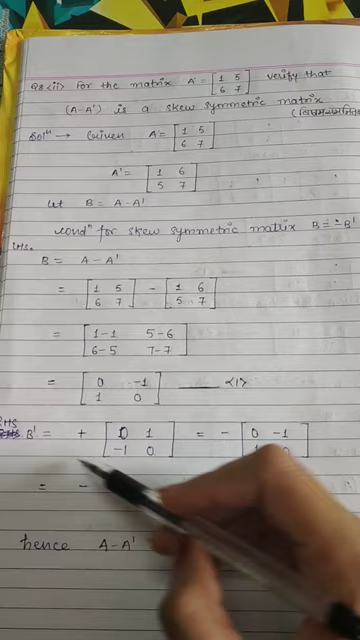 Q8 (ii) For the matrix A = [1 5 verify that
6 7]
(A-A') is a skew symmetric matrix
Solⁿ → Given A = [1 5
6 7]
A' = [1 6
5 7]
let B = A-A'
condⁿ for skew symmetric matrix B = - B'
LHS.
B = A-A'
= [1 5 - [1 6
6 7] 5 7]
= [1-1 5-6
6-5 7-7]
= [0 -1 —— <1>
1 0]
RHS
B' = + [0 1 = - [0 -1
-1 0]
= -
hence A-A'